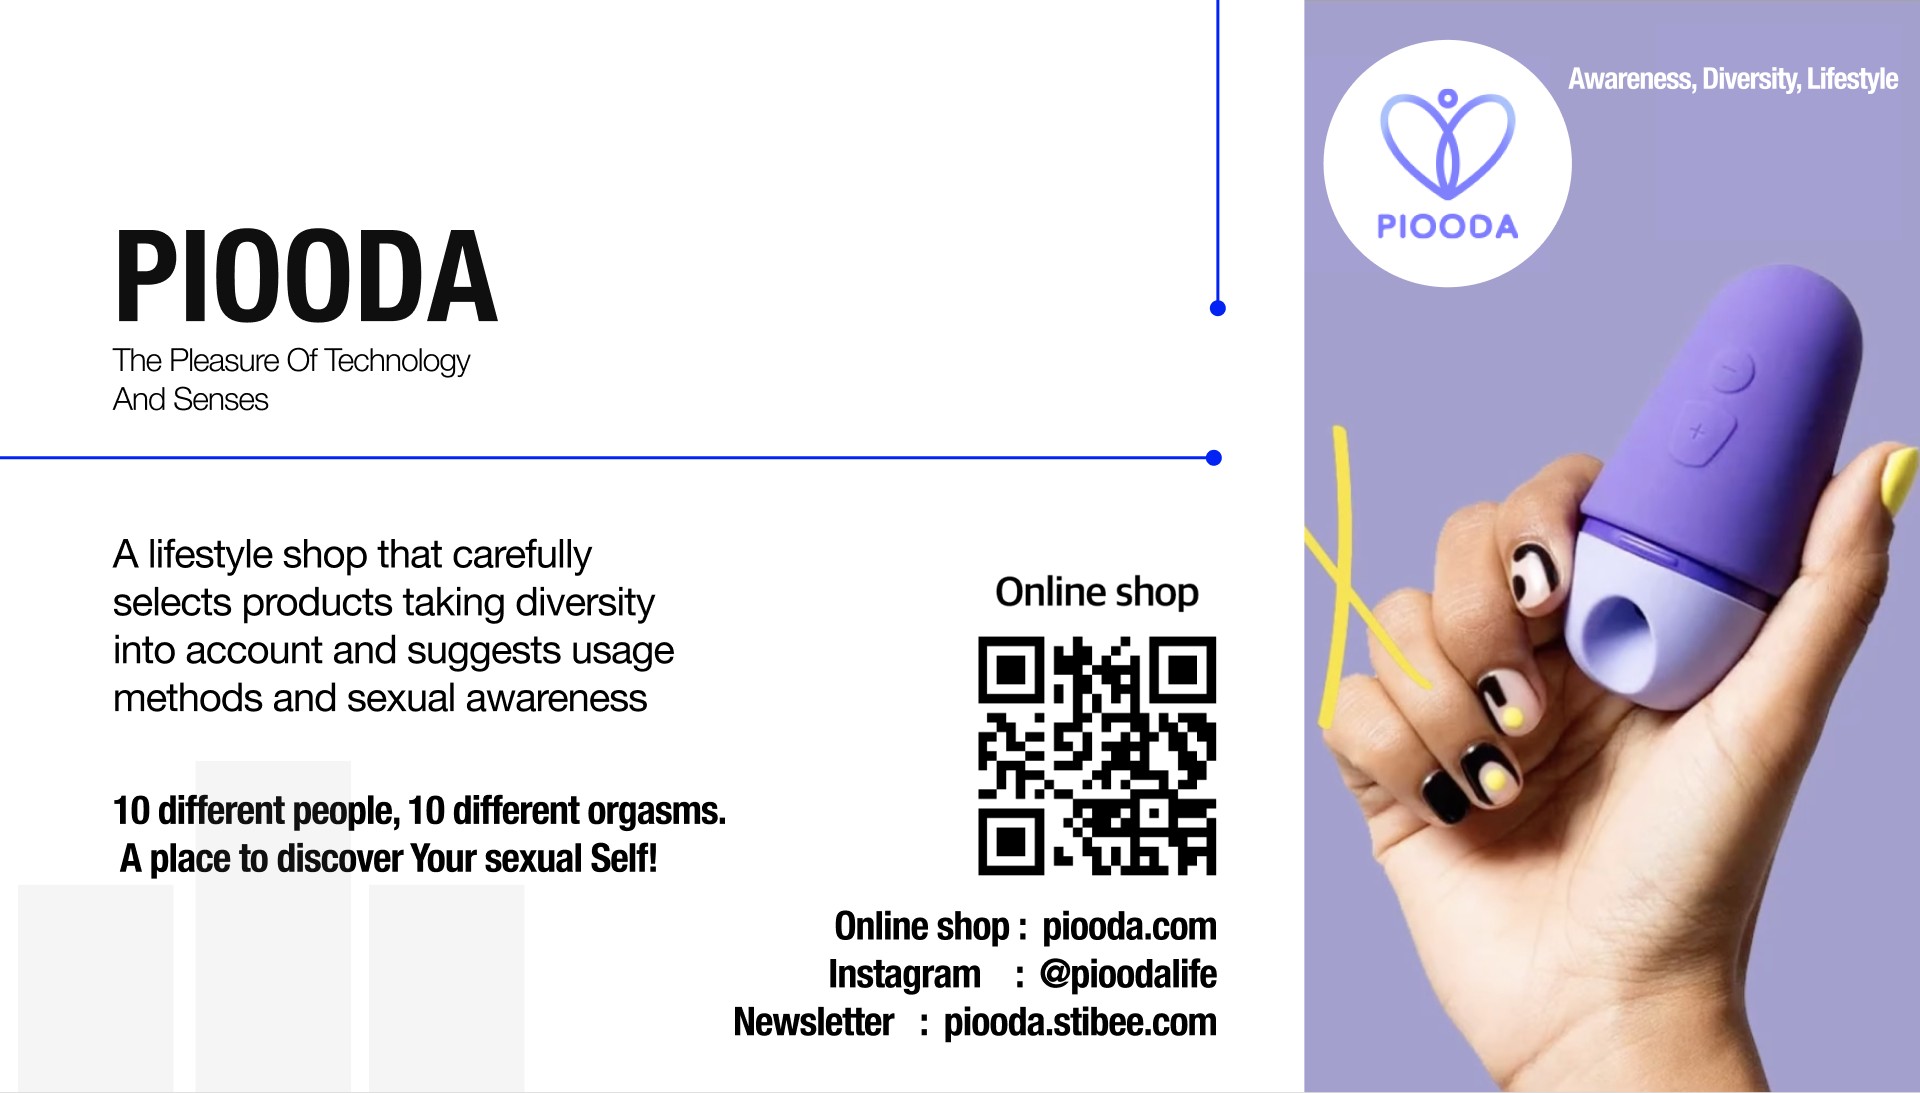 PIOODA
The Pleasure Of Technology
And Senses
A lifestyle shop that carefully
selects products taking diversity
into account and suggests usage
methods and sexual awareness
10 different people, 10 different orgasms.
A place to discover Your sexual Self!
Online shop
Online shop : piooda.com
Instagram : @pioodalife
Newsletter : piooda.stibee.com
Awareness, Diversity, Lifestyle
PIOODA